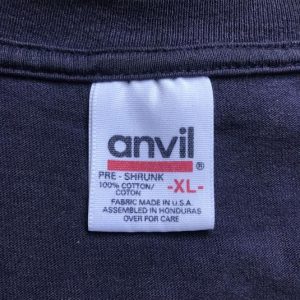 anvil
®
PRE - SHRUNK
100% COTTON/
COTON
-XL-
FABRIC MADE IN U.S.A.
ASSEMBLED IN HONDURAS
OVER FOR CARE